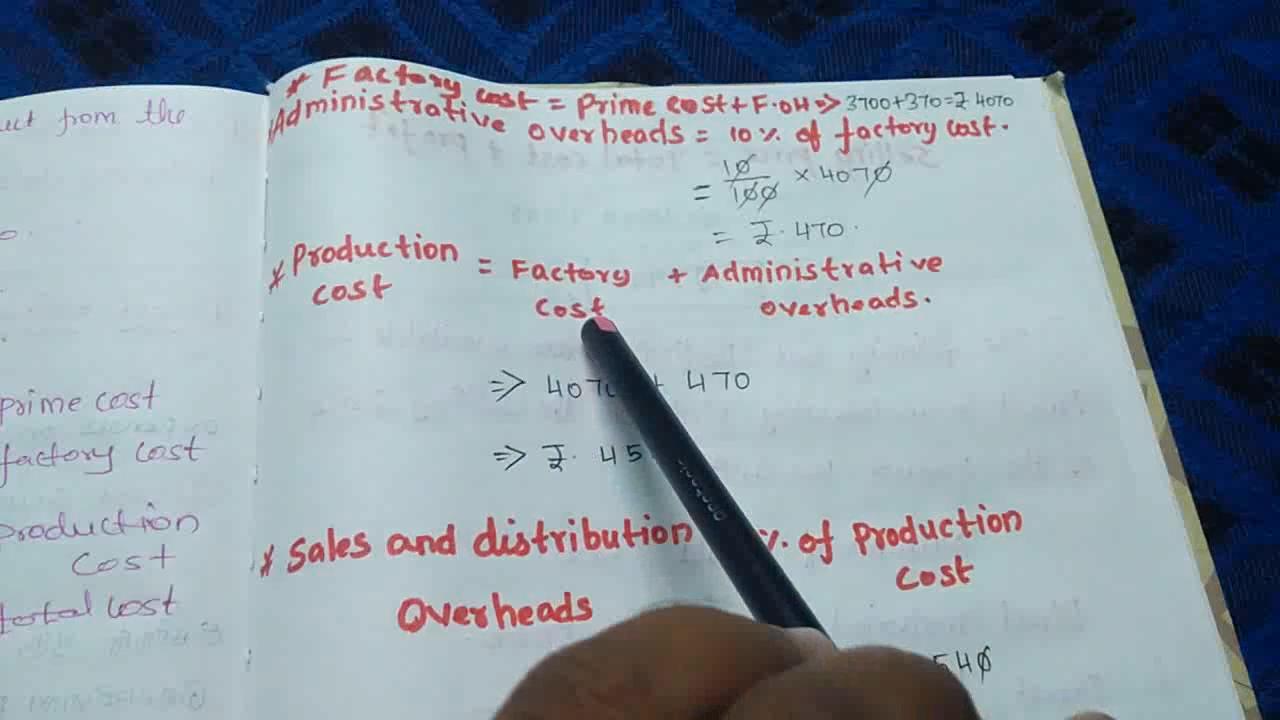 uct from the
prime cost
factory cost
production
cost
total cost
* Factory cost = prime cost + F.OH => 3700+370=₹ 4070
Administrative overheads = 10% of factory cost.
= 10/100 × 4070
= ₹. 470.
* Production cost = Factory cost + Administrative overheads.
=> 407 + 470
=> ₹. 45
* Sales and distribution Overheads % of production cost
540